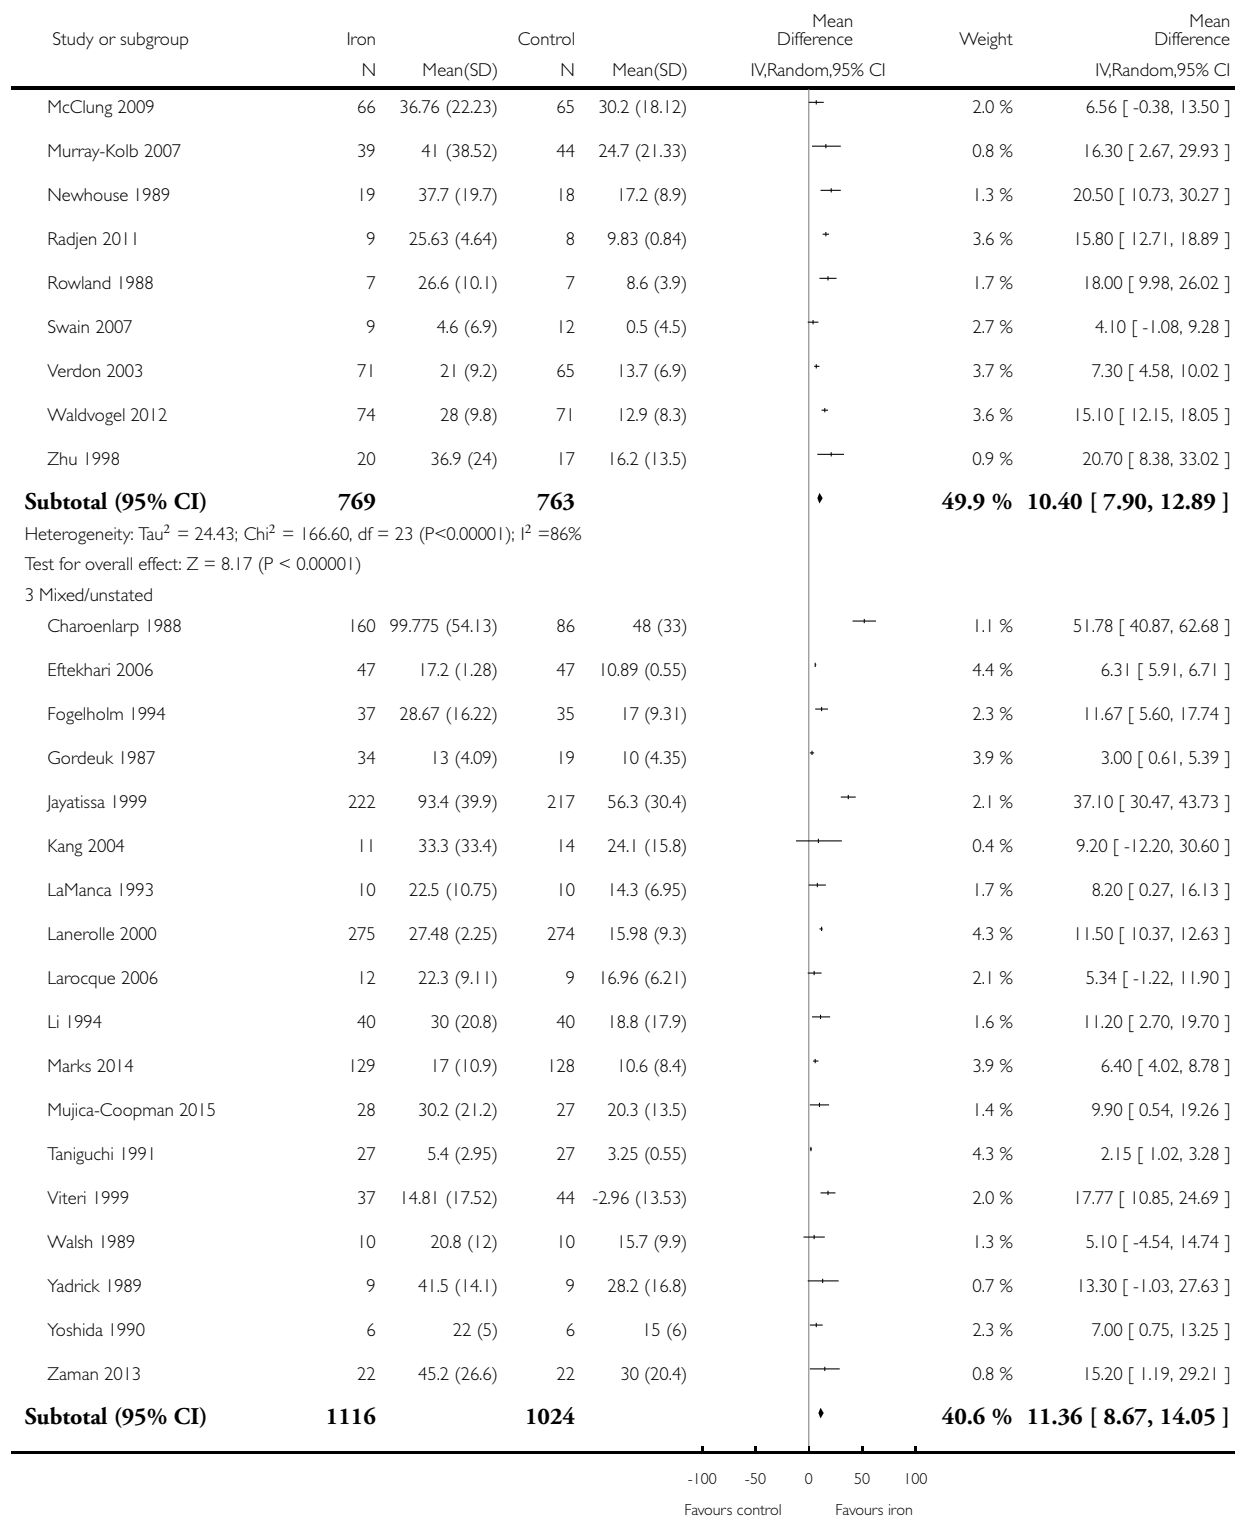 Mean Mean
Study or subgroup Iron Control Difference Weight Difference
N Mean(SD) N Mean(SD) IV,Random,95% CI IV,Random,95% CI
McClung 2009 66 36.76 (22.23) 65 30.2 (18.12) 2.0 % 6.56 [ -0.38, 13.50 ]
Murray-Kolb 2007 39 41 (38.52) 44 24.7 (21.33) 0.8 % 16.30 [ 2.67, 29.93 ]
Newhouse 1989 19 37.7 (19.7) 18 17.2 (8.9) 1.3 % 20.50 [ 10.73, 30.27 ]
Radjen 2011 9 25.63 (4.64) 8 9.83 (0.84) 3.6 % 15.80 [ 12.71, 18.89 ]
Rowland 1988 7 26.6 (10.1) 7 8.6 (3.9) 1.7 % 18.00 [ 9.98, 26.02 ]
Swain 2007 9 4.6 (6.9) 12 0.5 (4.5) 2.7 % 4.10 [ -1.08, 9.28 ]
Verdon 2003 71 21 (9.2) 65 13.7 (6.9) 3.7 % 7.30 [ 4.58, 10.02 ]
Waldvogel 2012 74 28 (9.8) 71 12.9 (8.3) 3.6 % 15.10 [ 12.15, 18.05 ]
Zhu 1998 20 36.9 (24) 17 16.2 (13.5) 0.9 % 20.70 [ 8.38, 33.02 ]
Subtotal (95% CI) 769 763 49.9 % 10.40 [ 7.90, 12.89 ]
Heterogeneity: Tau² = 24.43; Chi² = 166.60, df = 23 (P<0.00001); I² =86%
Test for overall effect: Z = 8.17 (P < 0.00001)
3 Mixed/unstated
Charoenlarp 1988 160 99.775 (54.13) 86 48 (33) 1.1 % 51.78 [ 40.87, 62.68 ]
Eftekhari 2006 47 17.2 (1.28) 47 10.89 (0.55) 4.4 % 6.31 [ 5.91, 6.71 ]
Fogelholm 1994 37 28.67 (16.22) 35 17 (9.31) 2.3 % 11.67 [ 5.60, 17.74 ]
Gordeuk 1987 34 13 (4.09) 19 10 (4.35) 3.9 % 3.00 [ 0.61, 5.39 ]
Jayatissa 1999 222 93.4 (39.9) 217 56.3 (30.4) 2.1 % 37.10 [ 30.47, 43.73 ]
Kang 2004 11 33.3 (33.4) 14 24.1 (15.8) 0.4 % 9.20 [ -12.20, 30.60 ]
LaManca 1993 10 22.5 (10.75) 10 14.3 (6.95) 1.7 % 8.20 [ 0.27, 16.13 ]
Lanerolle 2000 275 27.48 (2.25) 274 15.98 (9.3) 4.3 % 11.50 [ 10.37, 12.63 ]
Larocque 2006 12 22.3 (9.11) 9 16.96 (6.21) 2.1 % 5.34 [ -1.22, 11.90 ]
Li 1994 40 30 (20.8) 40 18.8 (17.9) 1.6 % 11.20 [ 2.70, 19.70 ]
Marks 2014 129 17 (10.9) 128 10.6 (8.4) 3.9 % 6.40 [ 4.02, 8.78 ]
Mujica-Coopman 2015 28 30.2 (21.2) 27 20.3 (13.5) 1.4 % 9.90 [ 0.54, 19.26 ]
Taniguchi 1991 27 5.4 (2.95) 27 3.25 (0.55) 4.3 % 2.15 [ 1.02, 3.28 ]
Viteri 1999 37 14.81 (17.52) 44 -2.96 (13.53) 2.0 % 17.77 [ 10.85, 24.69 ]
Walsh 1989 10 20.8 (12) 10 15.7 (9.9) 1.3 % 5.10 [ -4.54, 14.74 ]
Yadrick 1989 9 41.5 (14.1) 9 28.2 (16.8) 0.7 % 13.30 [ -1.03, 27.63 ]
Yoshida 1990 6 22 (5) 6 15 (6) 2.3 % 7.00 [ 0.75, 13.25 ]
Zaman 2013 22 45.2 (26.6) 22 30 (20.4) 0.8 % 15.20 [ 1.19, 29.21 ]
Subtotal (95% CI) 1116 1024 40.6 % 11.36 [ 8.67, 14.05 ]
-100 -50 0 50 100
Favours control Favours iron